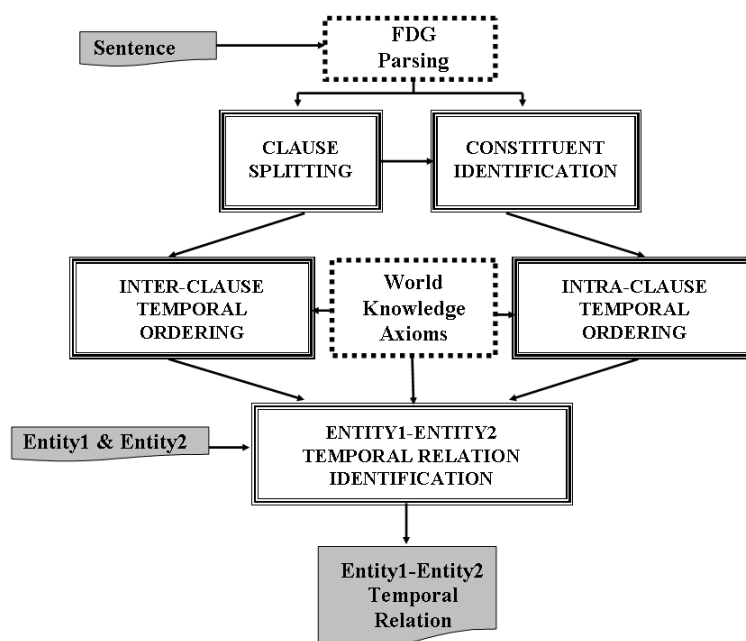 Sentence
FDG
Parsing
CLAUSE
SPLITTING
CONSTITUENT
IDENTIFICATION
INTER-CLAUSE
TEMPORAL
ORDERING
World
Knowledge
Axioms
INTRA-CLAUSE
TEMPORAL
ORDERING
Entity1 & Entity2
ENTITY1-ENTITY2
TEMPORAL RELATION
IDENTIFICATION
Entity1-Entity2
Temporal
Relation